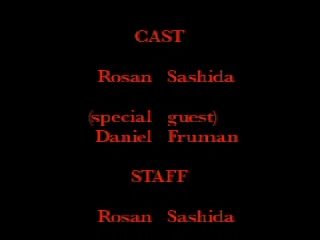 CAST
Rosan Sashida
(special guest)
Daniel Fruman
STAFF
Rosan Sashida